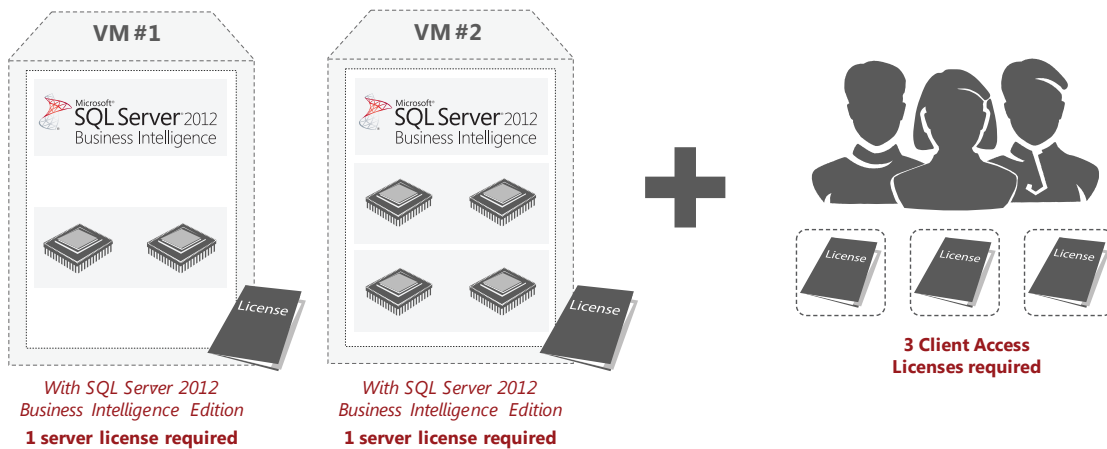 VM #1
Microsoft®
SQL Server® 2012
Business Intelligence
License
With SQL Server 2012
Business Intelligence Edition
1 server license required
VM #2
Microsoft®
SQL Server® 2012
Business Intelligence
License
With SQL Server 2012
Business Intelligence Edition
1 server license required
License
License
License
3 Client Access
Licenses required